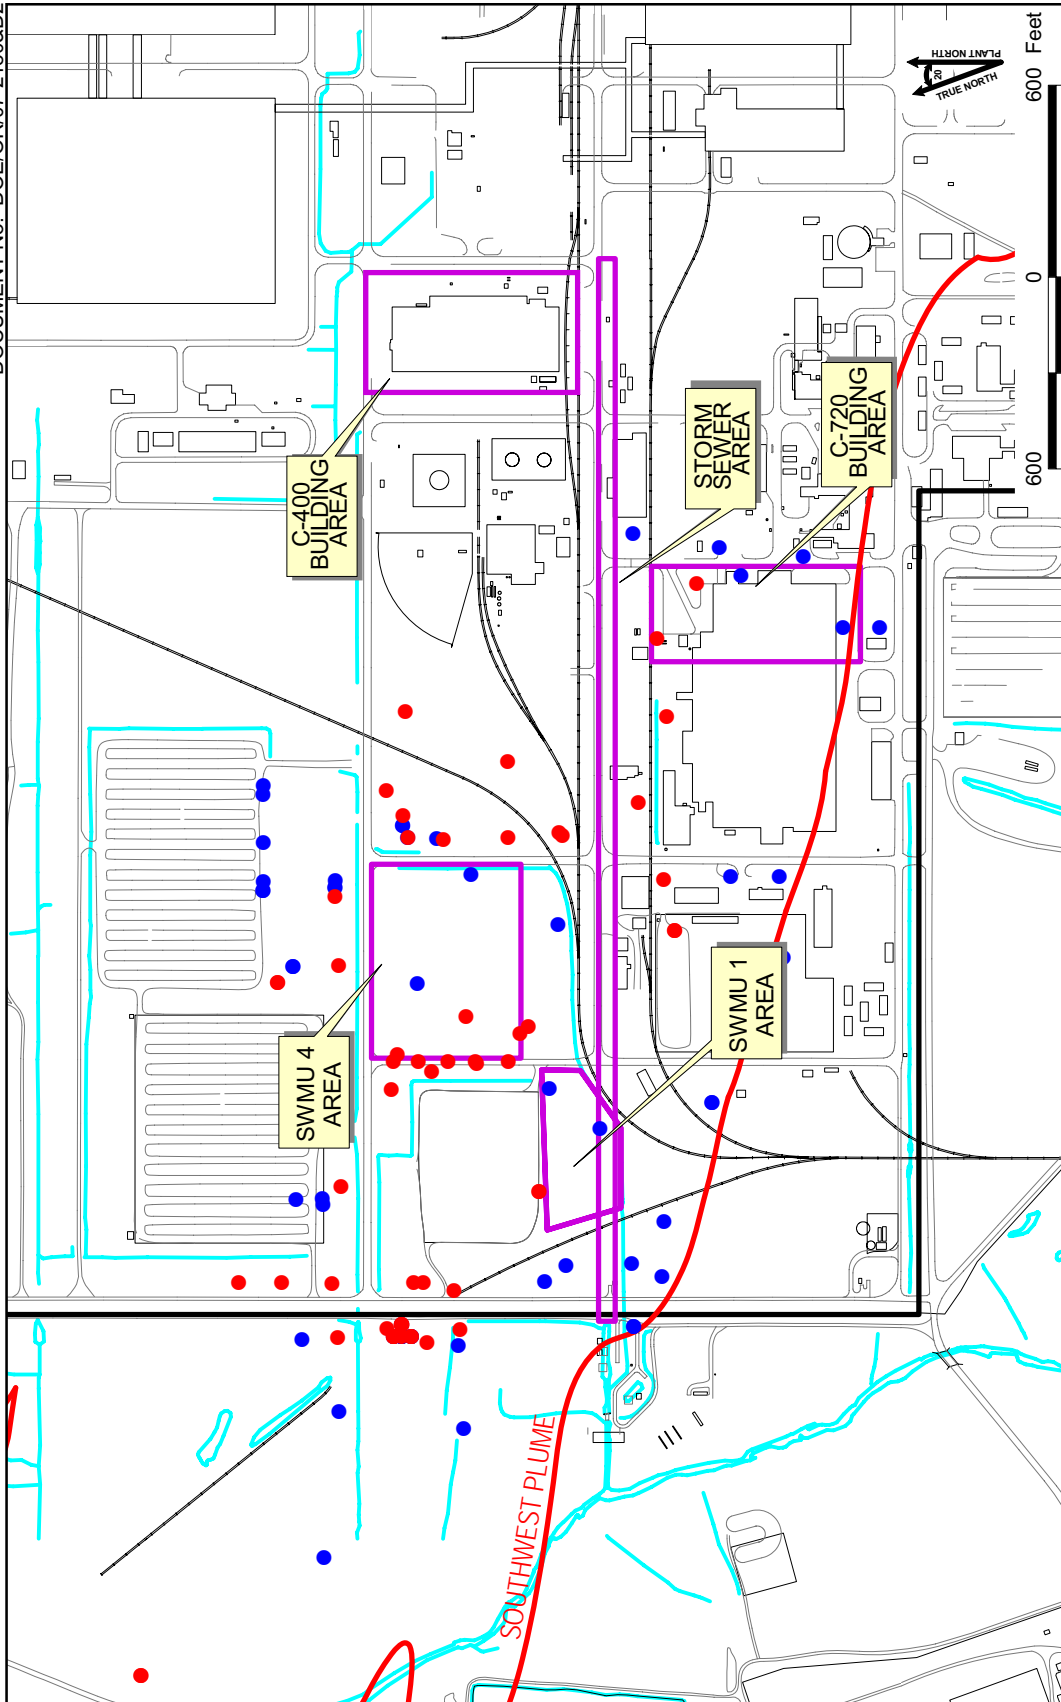 C-400
BUILDING
AREA
STORM
SEWER
AREA
C-720
BUILDING
AREA
SWMU 4
AREA
SWMU 1
AREA
SOUTHWEST PLUME
PLANT NORTH
20
TRUE NORTH
600
0
600 Feet